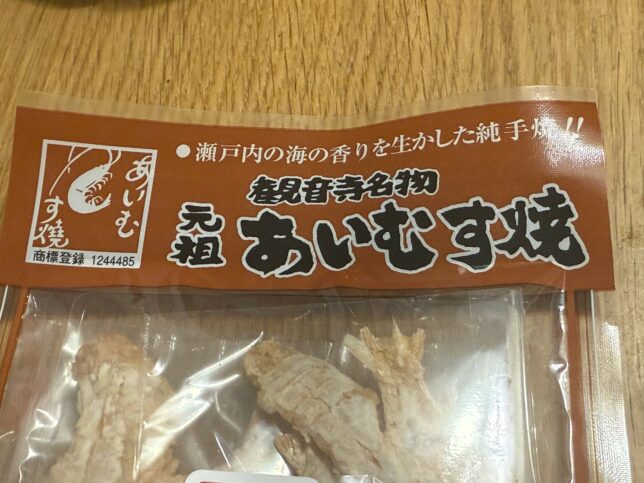 ●瀬戸内の海の香りを生かした純手焼!!
観音寺名物
元祖
あいむす焼
あいむ
す燒
商標登録 1244485